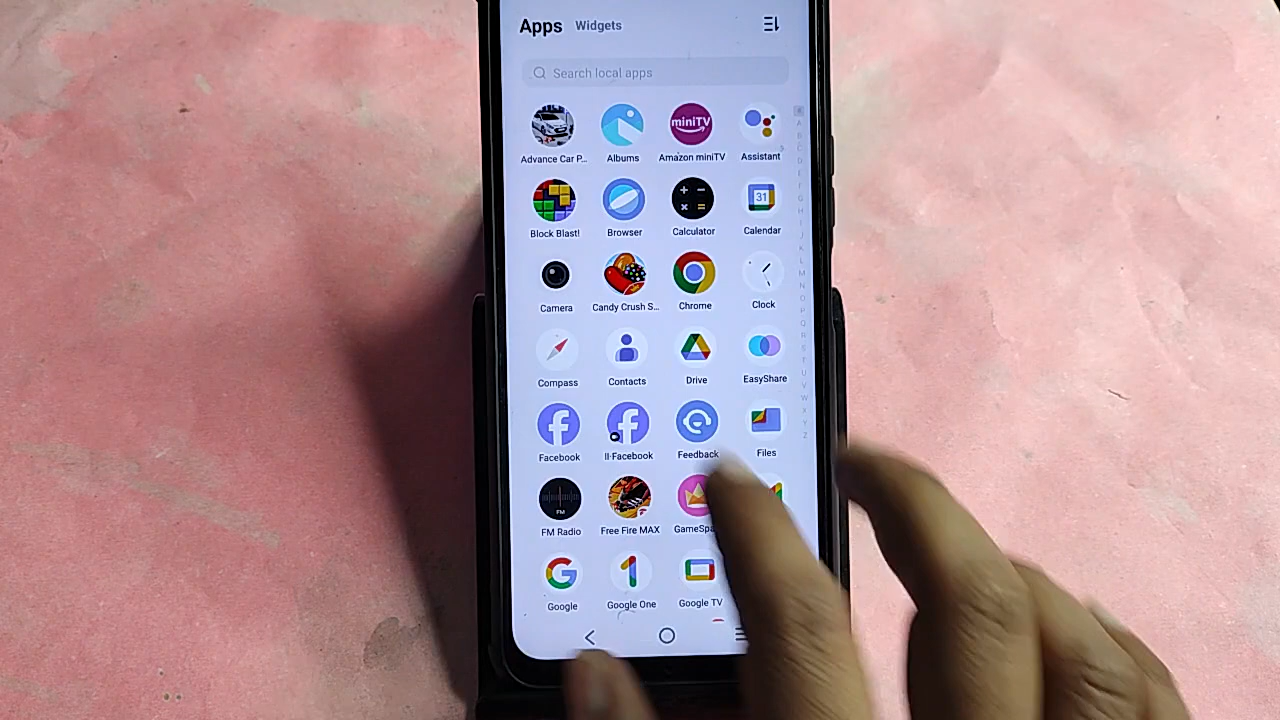 Apps Widgets
Search local apps
miniTV
Advance Car P... Albums Amazon miniTV Assistant
31
Block Blast! Browser Calculator Calendar
Camera Candy Crush S... Chrome Clock
Compass Contacts Drive EasyShare
Facebook II-Facebook Feedback Files
FM
FM Radio Free Fire MAX
Google Google One Google TV